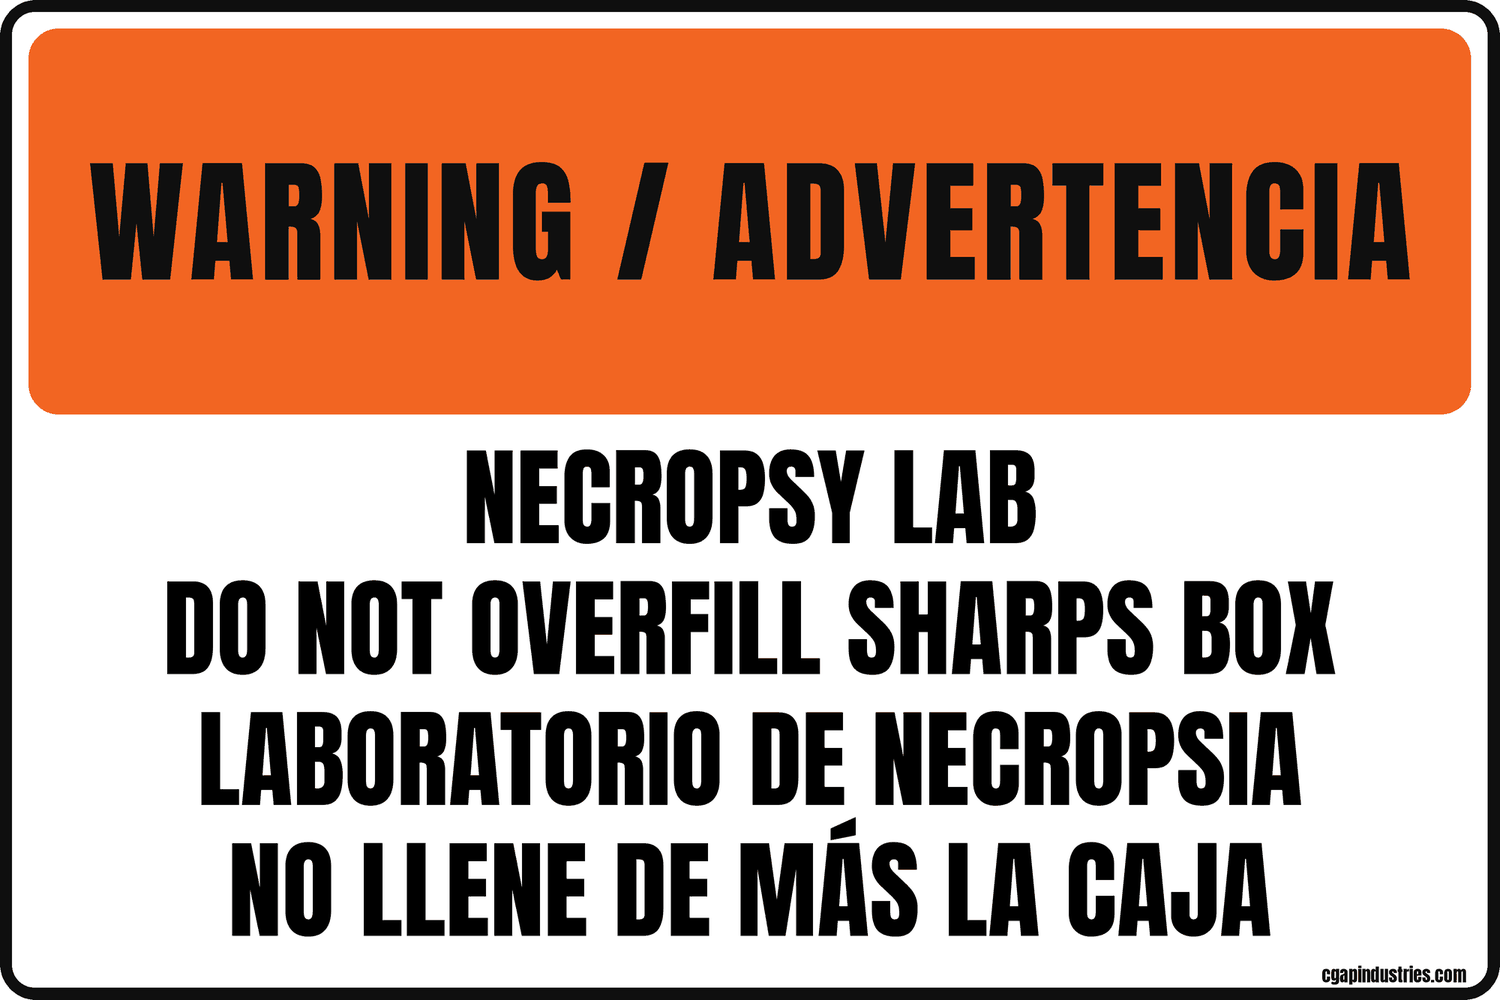 WARNING / ADVERTENCIA
NECROPSY LAB
DO NOT OVERFILL SHARPS BOX
LABORATORIO DE NECROPSIA
NO LLENE DE MÁS LA CAJA
cgapindustries.com